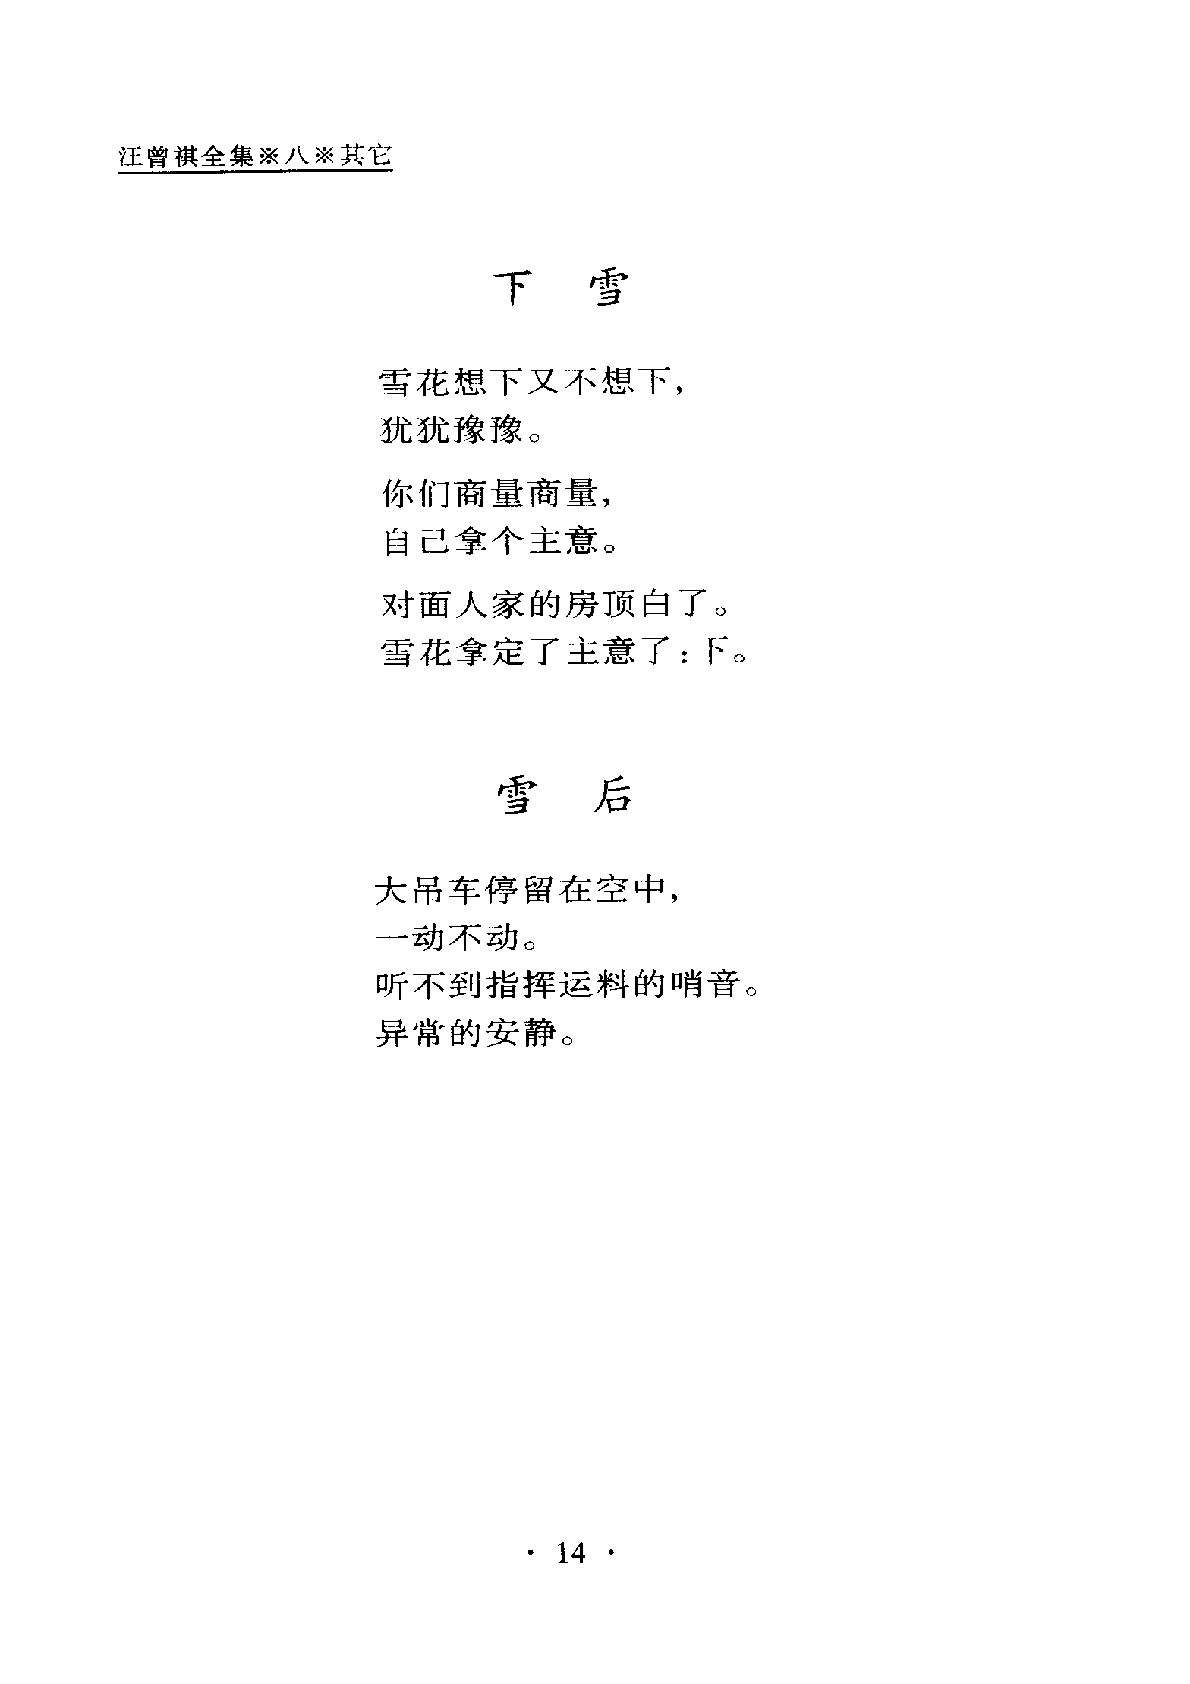 汪曾祺全集※八※其它
下 雪
雪花想下又不想下，
犹犹豫豫。
你们商量商量，
自己拿个主意。
对面人家的房顶白了。
雪花拿定了主意了：下。
雪 后
大吊车停留在空中，
一动不动。
听不到指挥运料的哨音。
异常的安静。
· 14 ·